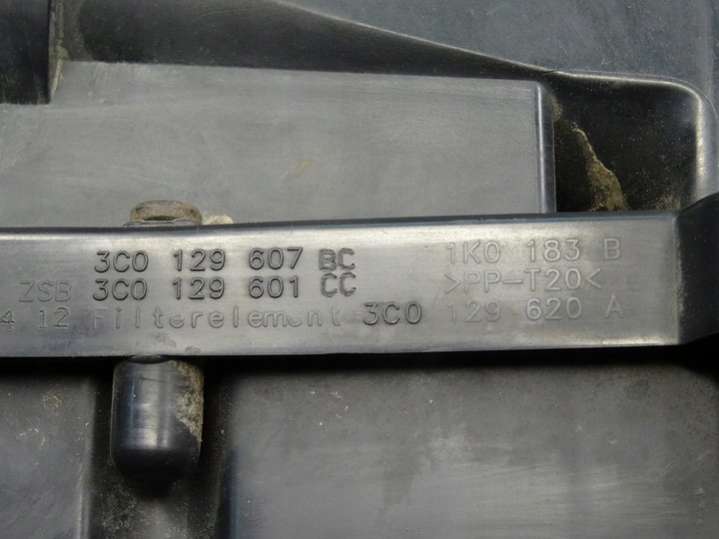 3C0 129 607 BC 1K0 183 B
ZSB 3C0 129 601 CC >PP-T20<
4 12 Filterelement 3C0 129 620 A